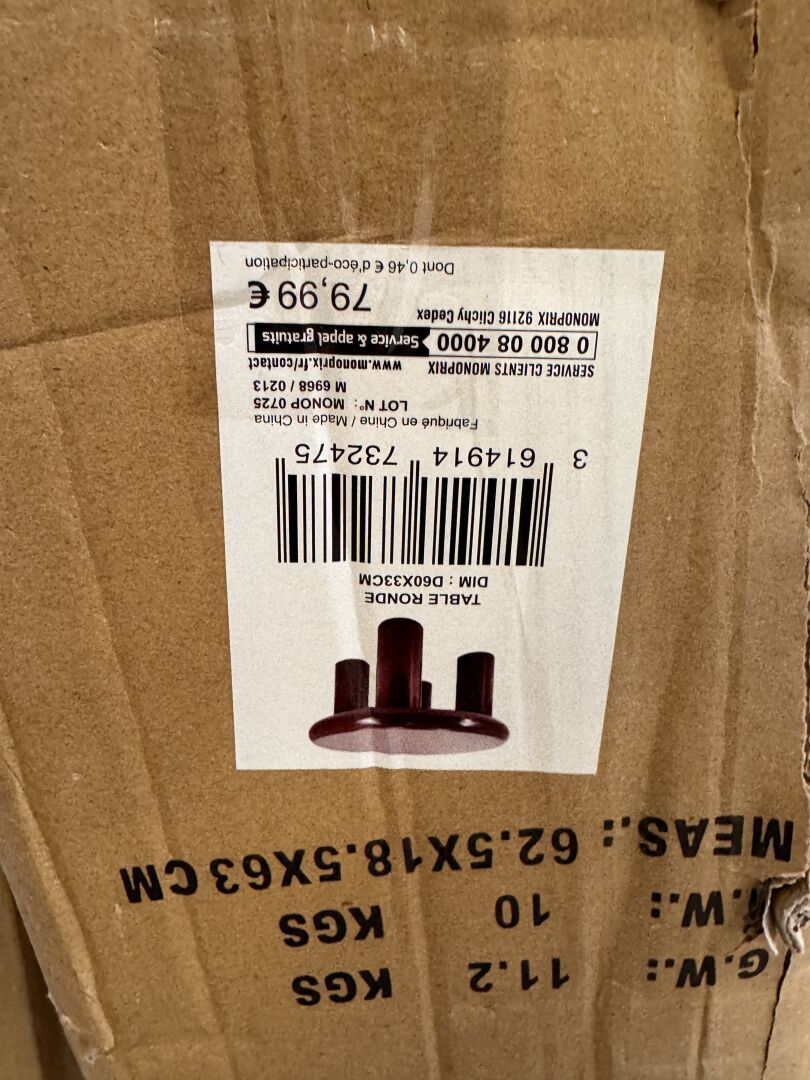 G.W.: 11.2 KGS
.W.: 10 KGS
MEAS.: 62.5X18.5X63CM
TABLE RONDE
DIM : D60X33CM
3 614914 732475
Fabriqué en Chine / Made in China
LOT N° : MONOP 0725
M 6968 / 0213
SERVICE CLIENTS MONOPRIX www.monoprix.fr/contact
0 800 08 4000 Service & appel gratuits
MONOPRIX 92116 Clichy Cedex
79,99 €
Dont 0,46 € d'éco-participation